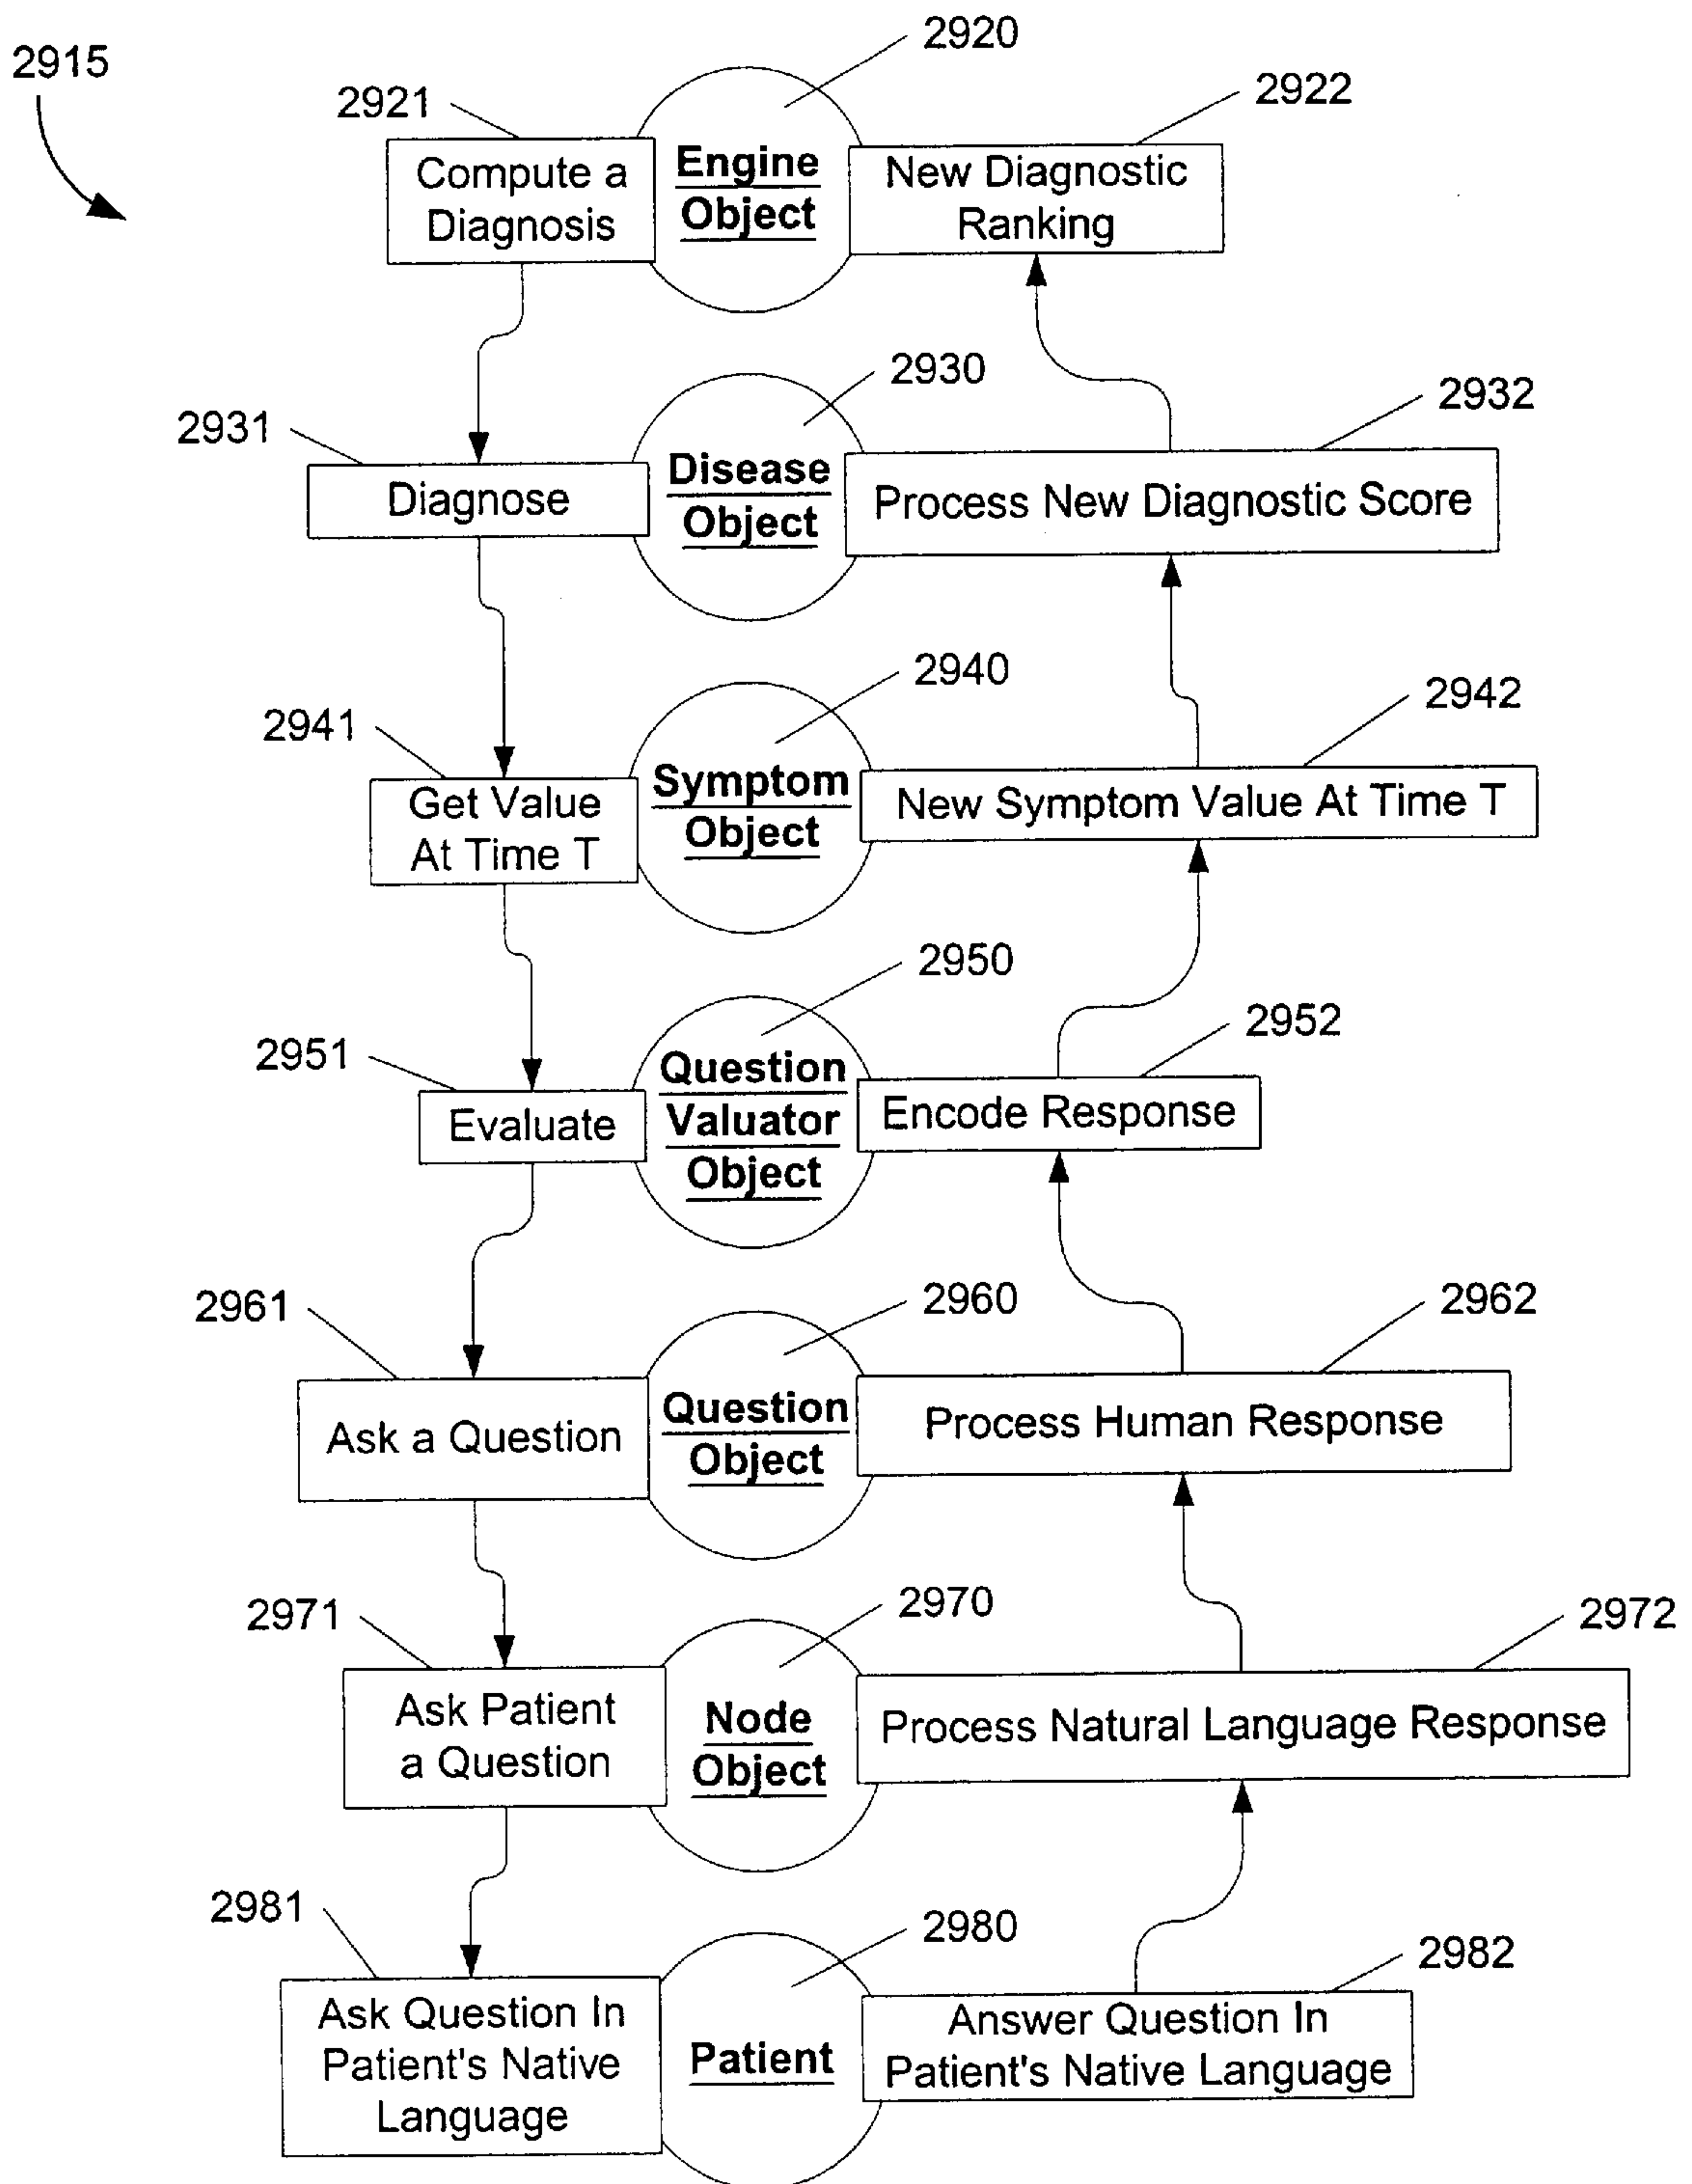 2915
2920
2921
2922
Compute a
Diagnosis
Engine
Object
New Diagnostic
Ranking
2930
2931
2932
Diagnose
Disease
Object
Process New Diagnostic Score
2940
2941
2942
Get Value
At Time T
Symptom
Object
New Symptom Value At Time T
2950
2951
2952
Evaluate
Question
Valuator
Object
Encode Response
2960
2961
2962
Ask a Question
Question
Object
Process Human Response
2970
2971
2972
Ask Patient
a Question
Node
Object
Process Natural Language Response
2980
2981
2982
Ask Question In
Patient's Native
Language
Patient
Answer Question In
Patient's Native Language